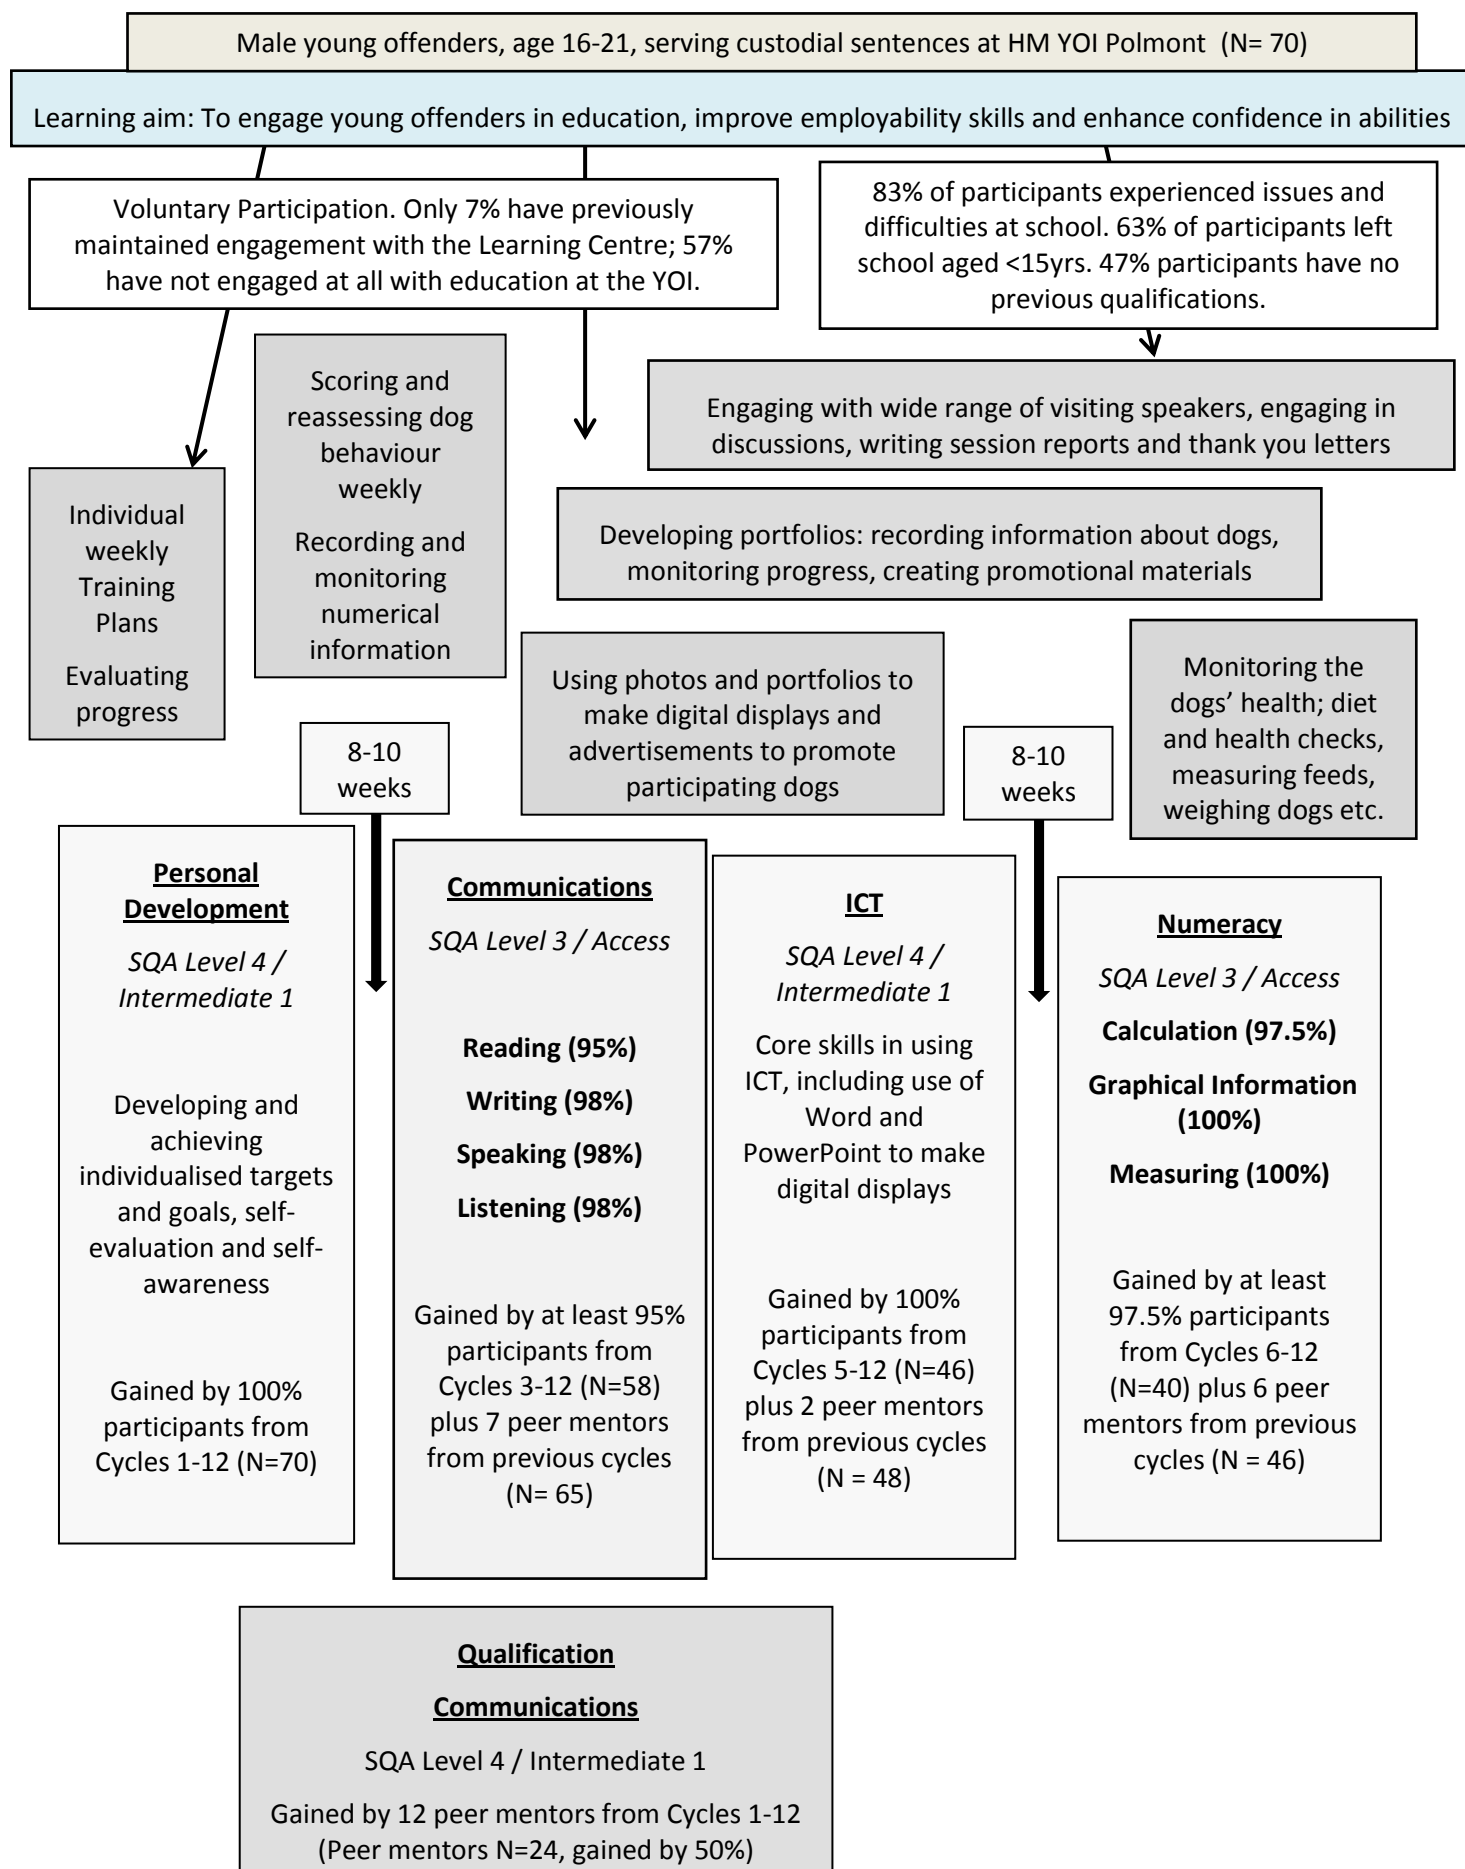 Male young offenders, age 16-21, serving custodial sentences at HM YOI Polmont  (N= 70)
Learning aim: To engage young offenders in education, improve employability skills and enhance confidence in abilities
Voluntary Participation. Only 7% have previously
maintained engagement with the Learning Centre; 57%
have not engaged at all with education at the YOI.
83% of participants experienced issues and
difficulties at school. 63% of participants left
school aged <15yrs. 47% participants have no
previous qualifications.
Scoring and
reassessing dog
behaviour
weekly
Recording and
monitoring
numerical
information
Engaging with wide range of visiting speakers, engaging in
discussions, writing session reports and thank you letters
Individual
weekly
Training
Plans
Evaluating
progress
Developing portfolios: recording information about dogs,
monitoring progress, creating promotional materials
Using photos and portfolios to
make digital displays and
advertisements to promote
participating dogs
Monitoring the
dogs’ health; diet
and health checks,
measuring feeds,
weighing dogs etc.
8-10
weeks
8-10
weeks
Personal
Development
SQA Level 4 /
Intermediate 1
Developing and
achieving
individualised targets
and goals, self-
evaluation and self-
awareness
Gained by 100%
participants from
Cycles 1-12 (N=70)
Communications
SQA Level 3 / Access
Reading (95%)
Writing (98%)
Speaking (98%)
Listening (98%)
Gained by at least 95%
participants from
Cycles 3-12 (N=58)
plus 7 peer mentors
from previous cycles
(N= 65)
ICT
SQA Level 4 /
Intermediate 1
Core skills in using
ICT, including use of
Word and
PowerPoint to make
digital displays
Gained by 100%
participants from
Cycles 5-12 (N=46)
plus 2 peer mentors
from previous cycles
(N = 48)
Numeracy
SQA Level 3 / Access
Calculation (97.5%)
Graphical Information
(100%)
Measuring (100%)
Gained by at least
97.5% participants
from Cycles 6-12
(N=40) plus 6 peer
mentors from previous
cycles (N = 46)
Qualification
Communications
SQA Level 4 / Intermediate 1
Gained by 12 peer mentors from Cycles 1-12
(Peer mentors N=24, gained by 50%)